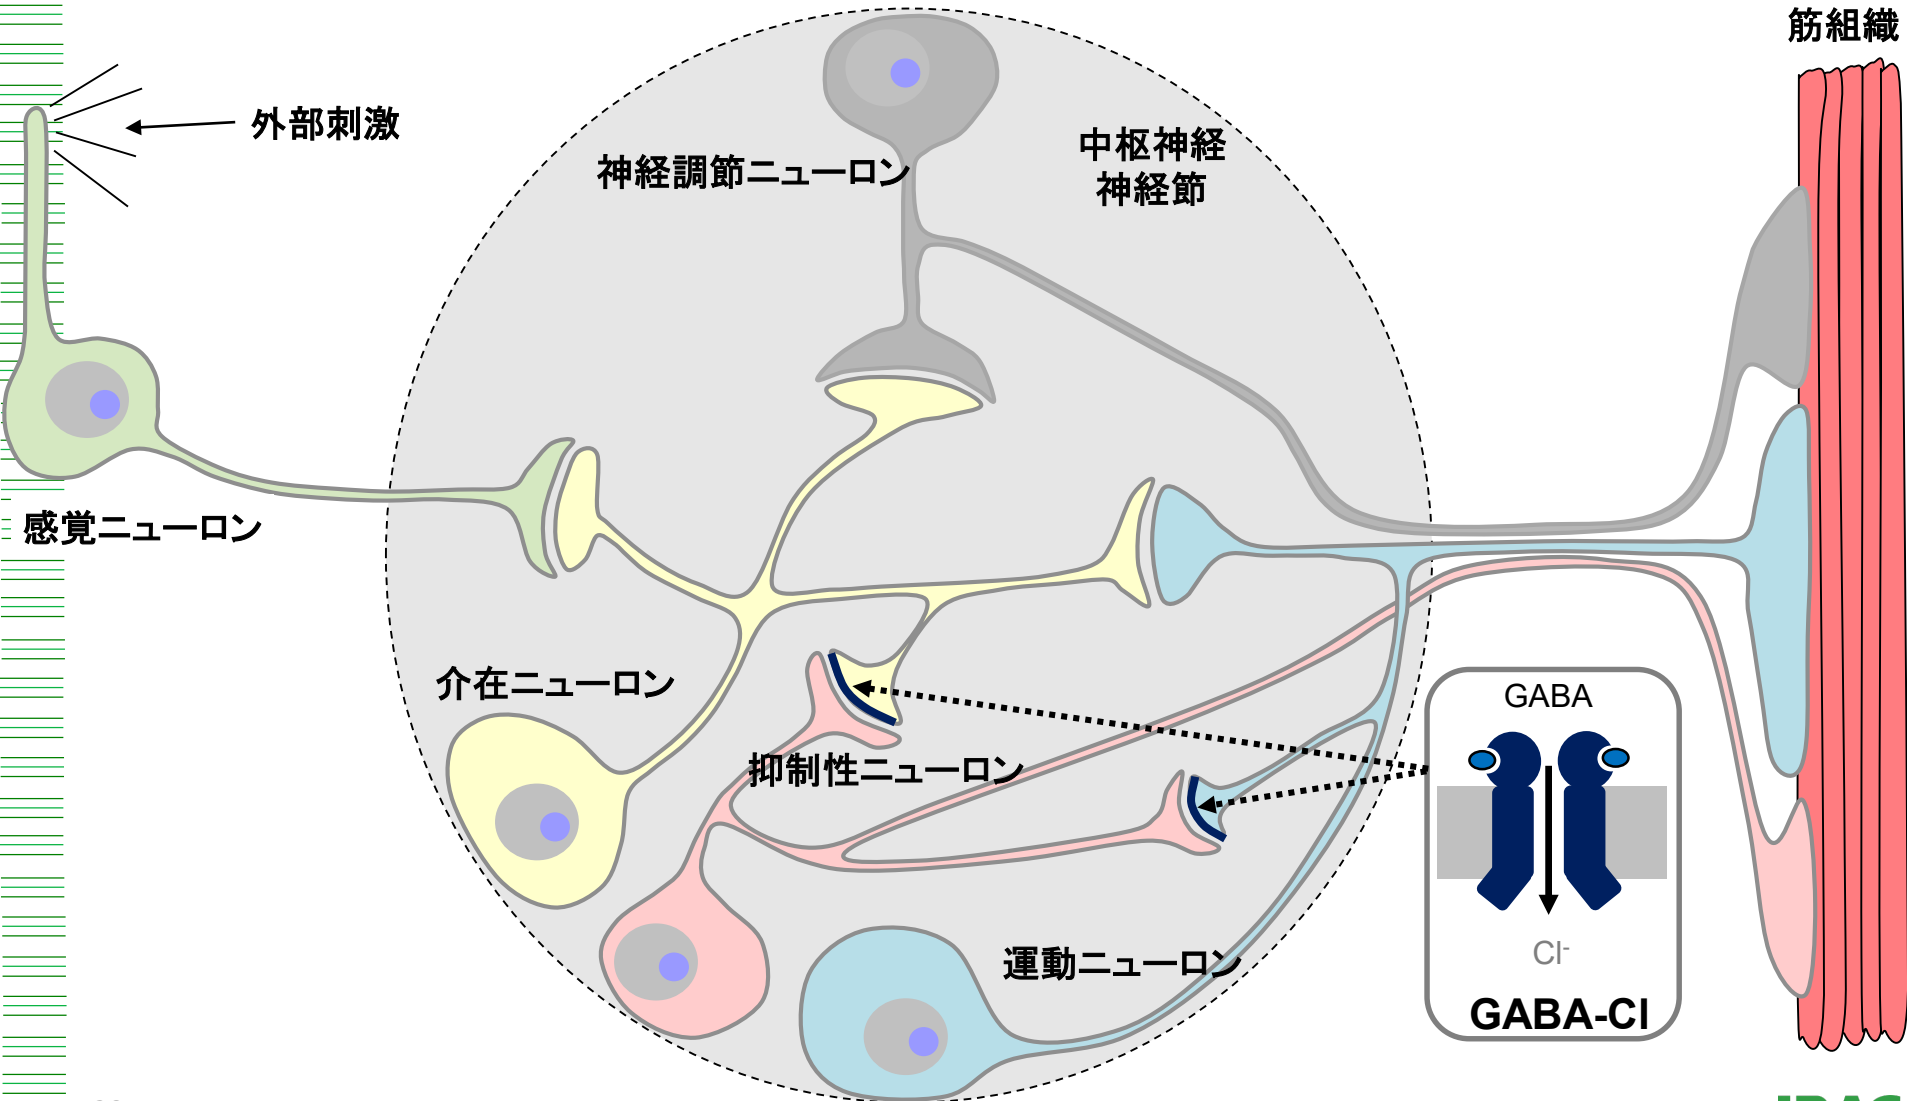 筋組織
外部刺激
中枢神経
神経節
神経調節ニューロン
感覚ニューロン
介在ニューロン
抑制性ニューロン
運動ニューロン
GABA
Cl-
GABA-Cl